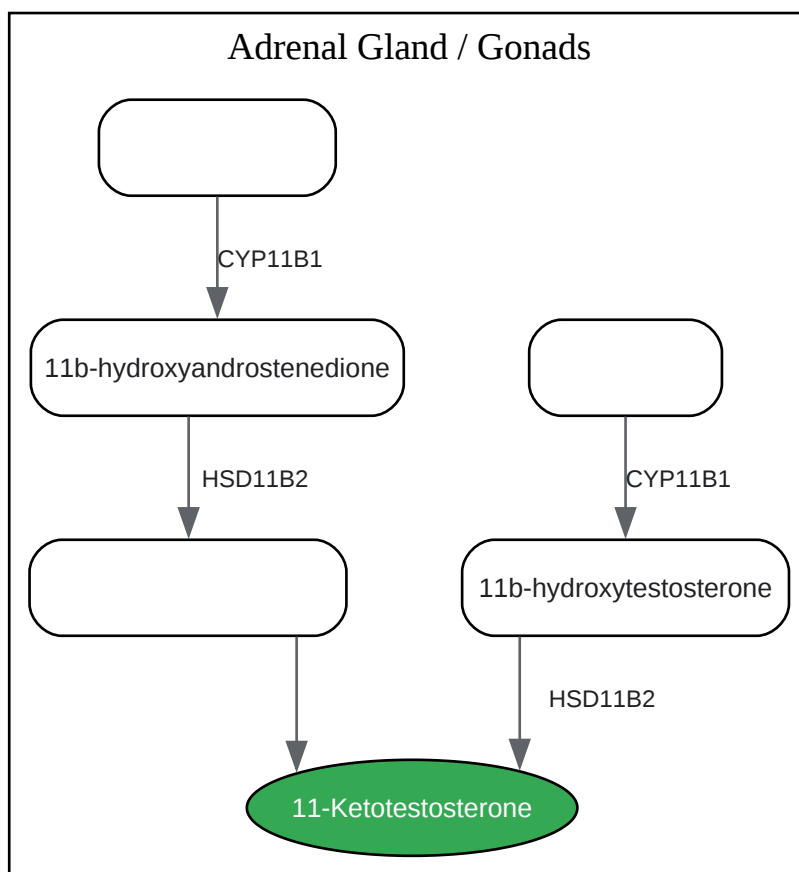 Adrenal Gland / Gonads
CYP11B1
11b-hydroxyandrostenedione
HSD11B2
CYP11B1
11b-hydroxytestosterone
HSD11B2
11-Ketotestosterone